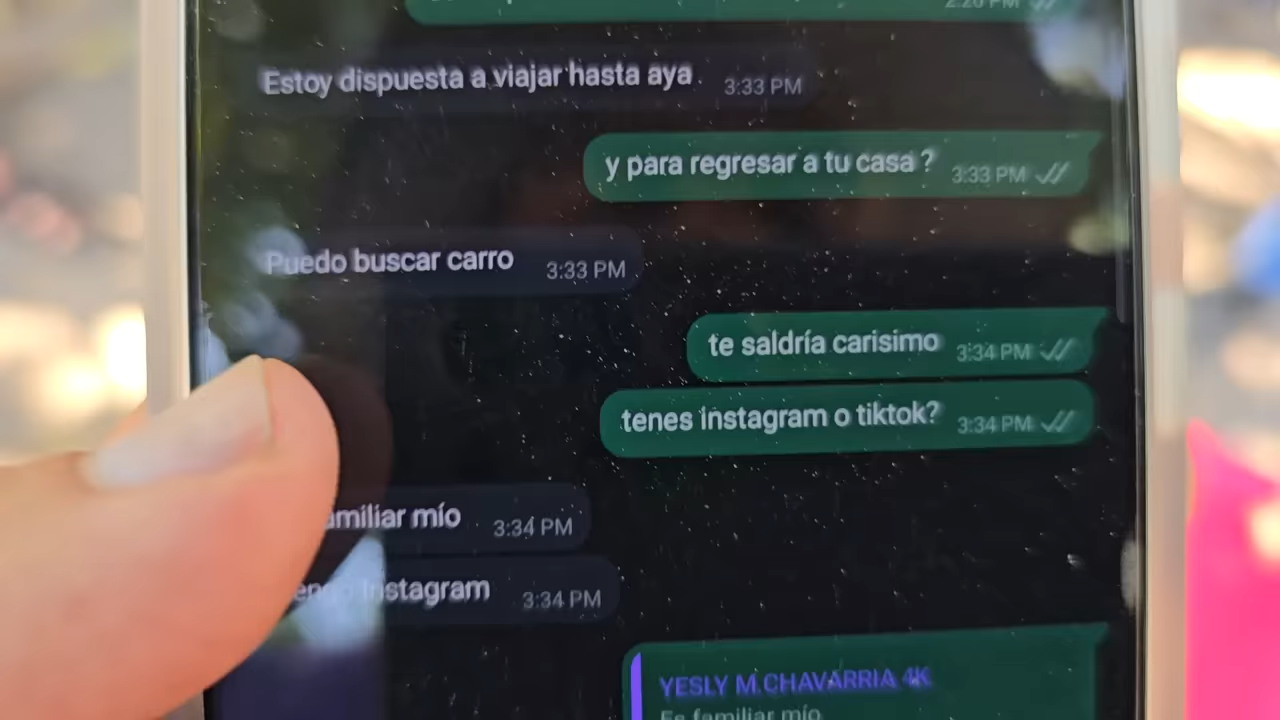 Estoy dispuesta a viajar hasta aya.
3:33 PM
y para regresar a tu casa ?
3:33 PM
Puedo buscar carro
3:33 PM
te saldría carisimo
3:34 PM
tenes instagram o tiktok?
3:34 PM
mío
3:34 PM
Instagram
3:34 PM
YESLY M.CHAVARRIA 4K
Es familiar mío